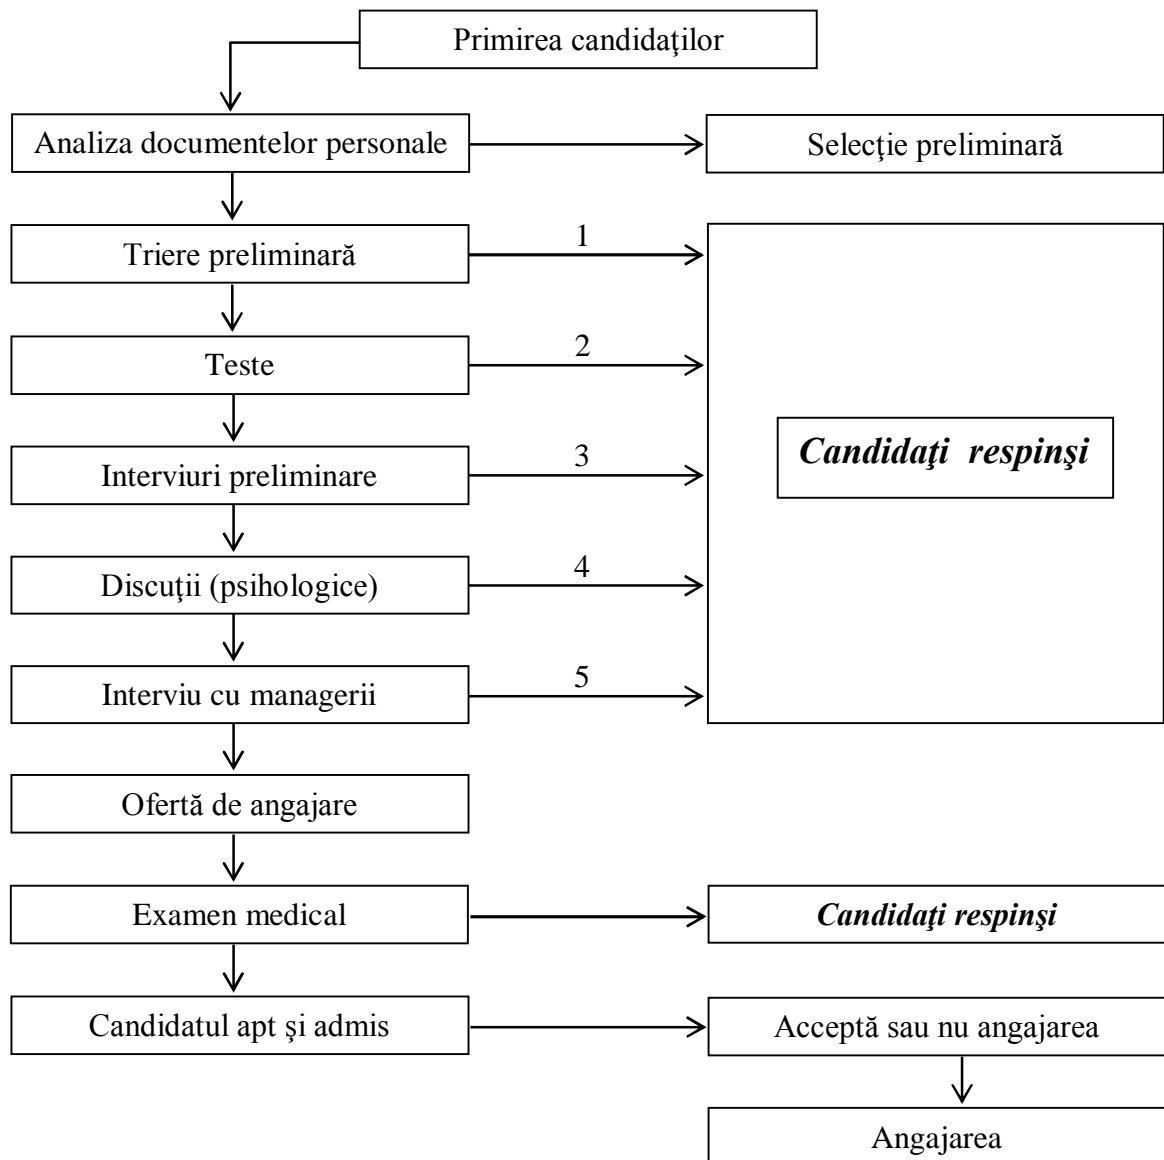 Primirea candidaţilor
Analiza documentelor personale
Selecţie preliminară
Triere preliminară
1
Teste
2
Interviuri preliminare
3
Candidaţi respinşi
Discuţii (psihologice)
4
Interviu cu managerii
5
Ofertă de angajare
Examen medical
Candidaţi respinşi
Candidatul apt şi admis
Acceptă sau nu angajarea
Angajarea